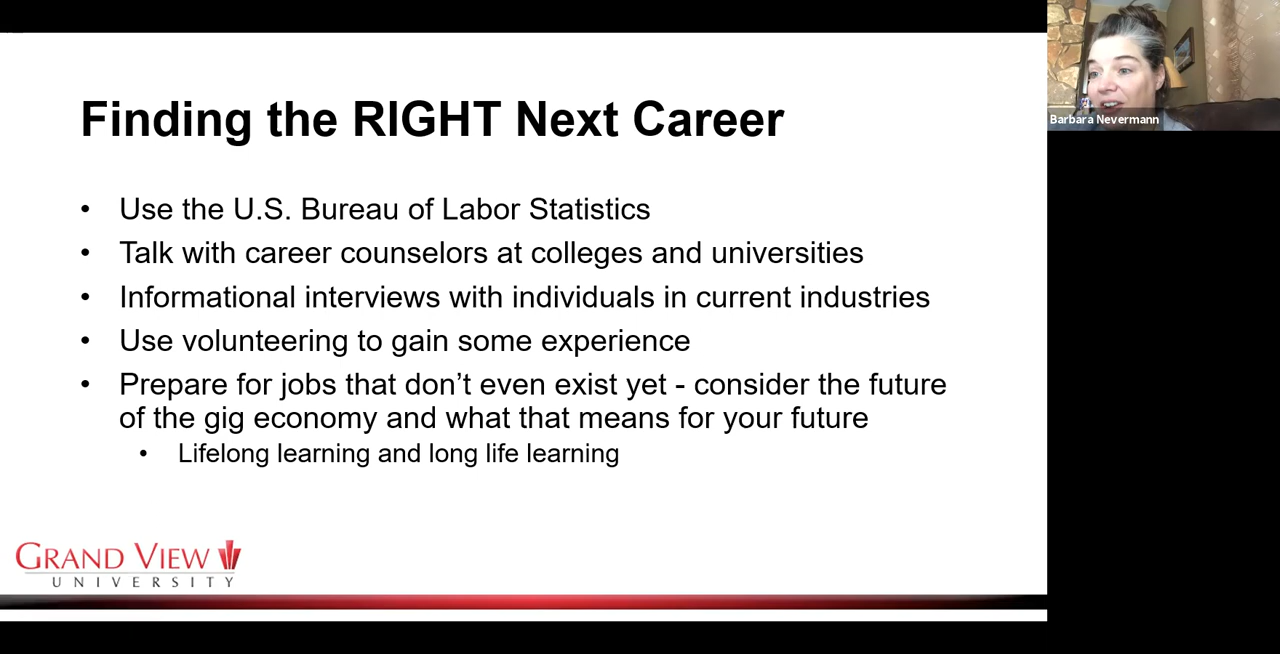 Finding the RIGHT Next Career
• Use the U.S. Bureau of Labor Statistics
• Talk with career counselors at colleges and universities
• Informational interviews with individuals in current industries
• Use volunteering to gain some experience
• Prepare for jobs that don’t even exist yet - consider the future
of the gig economy and what that means for your future
• Lifelong learning and long life learning
GRAND VIEW
UNIVERSITY
Barbara Nevermann